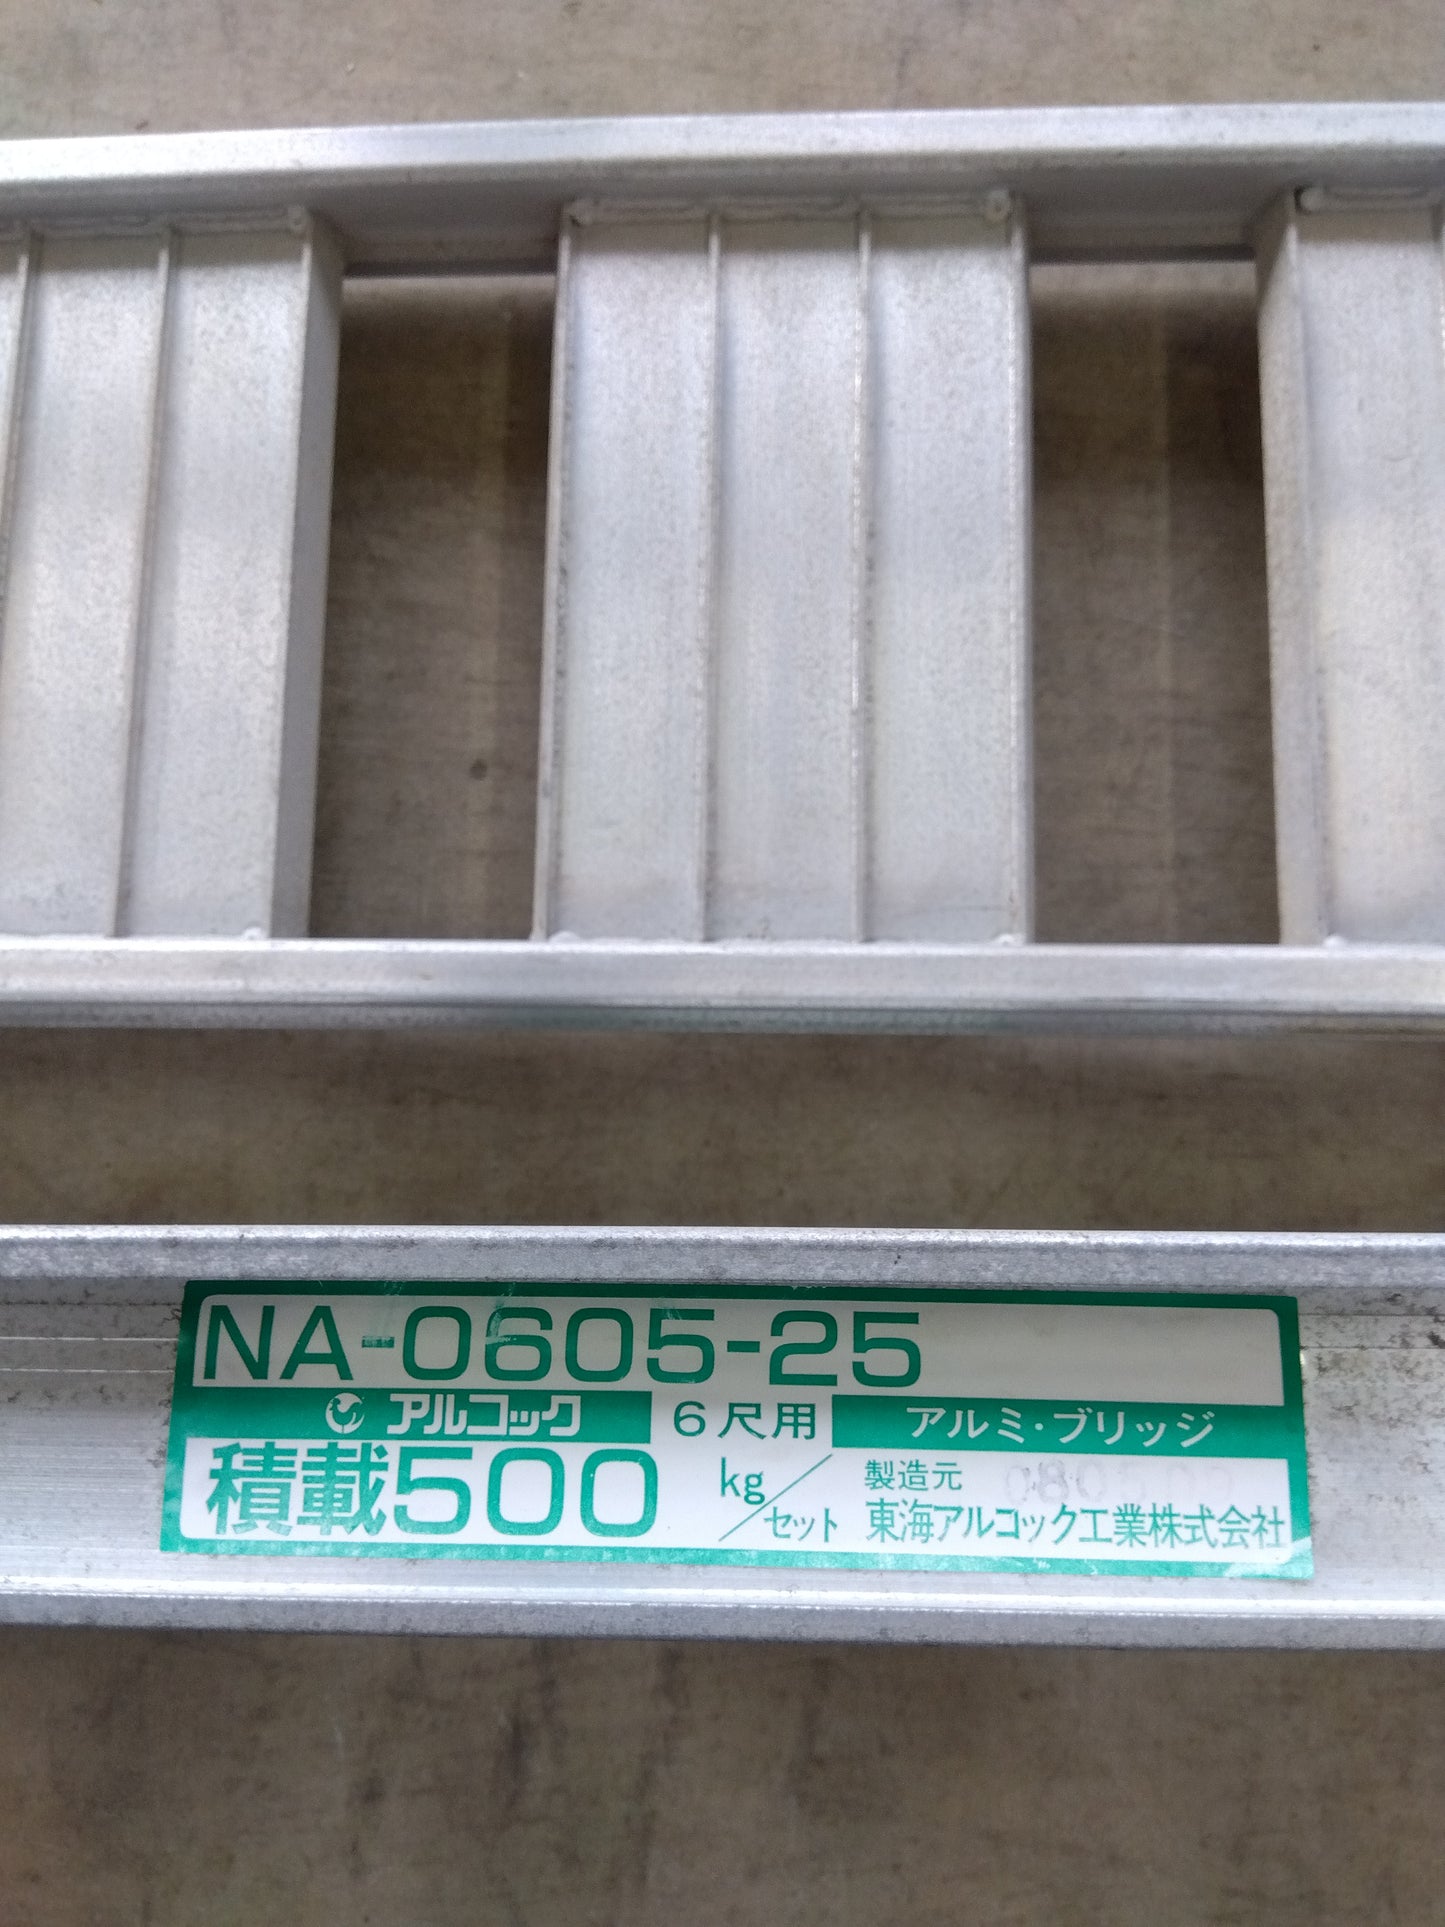 NA-0605-25
アルコック 6尺用 アルミ・ブリッジ
積載500 kg/セット 製造元
東海アルコック工業株式会社